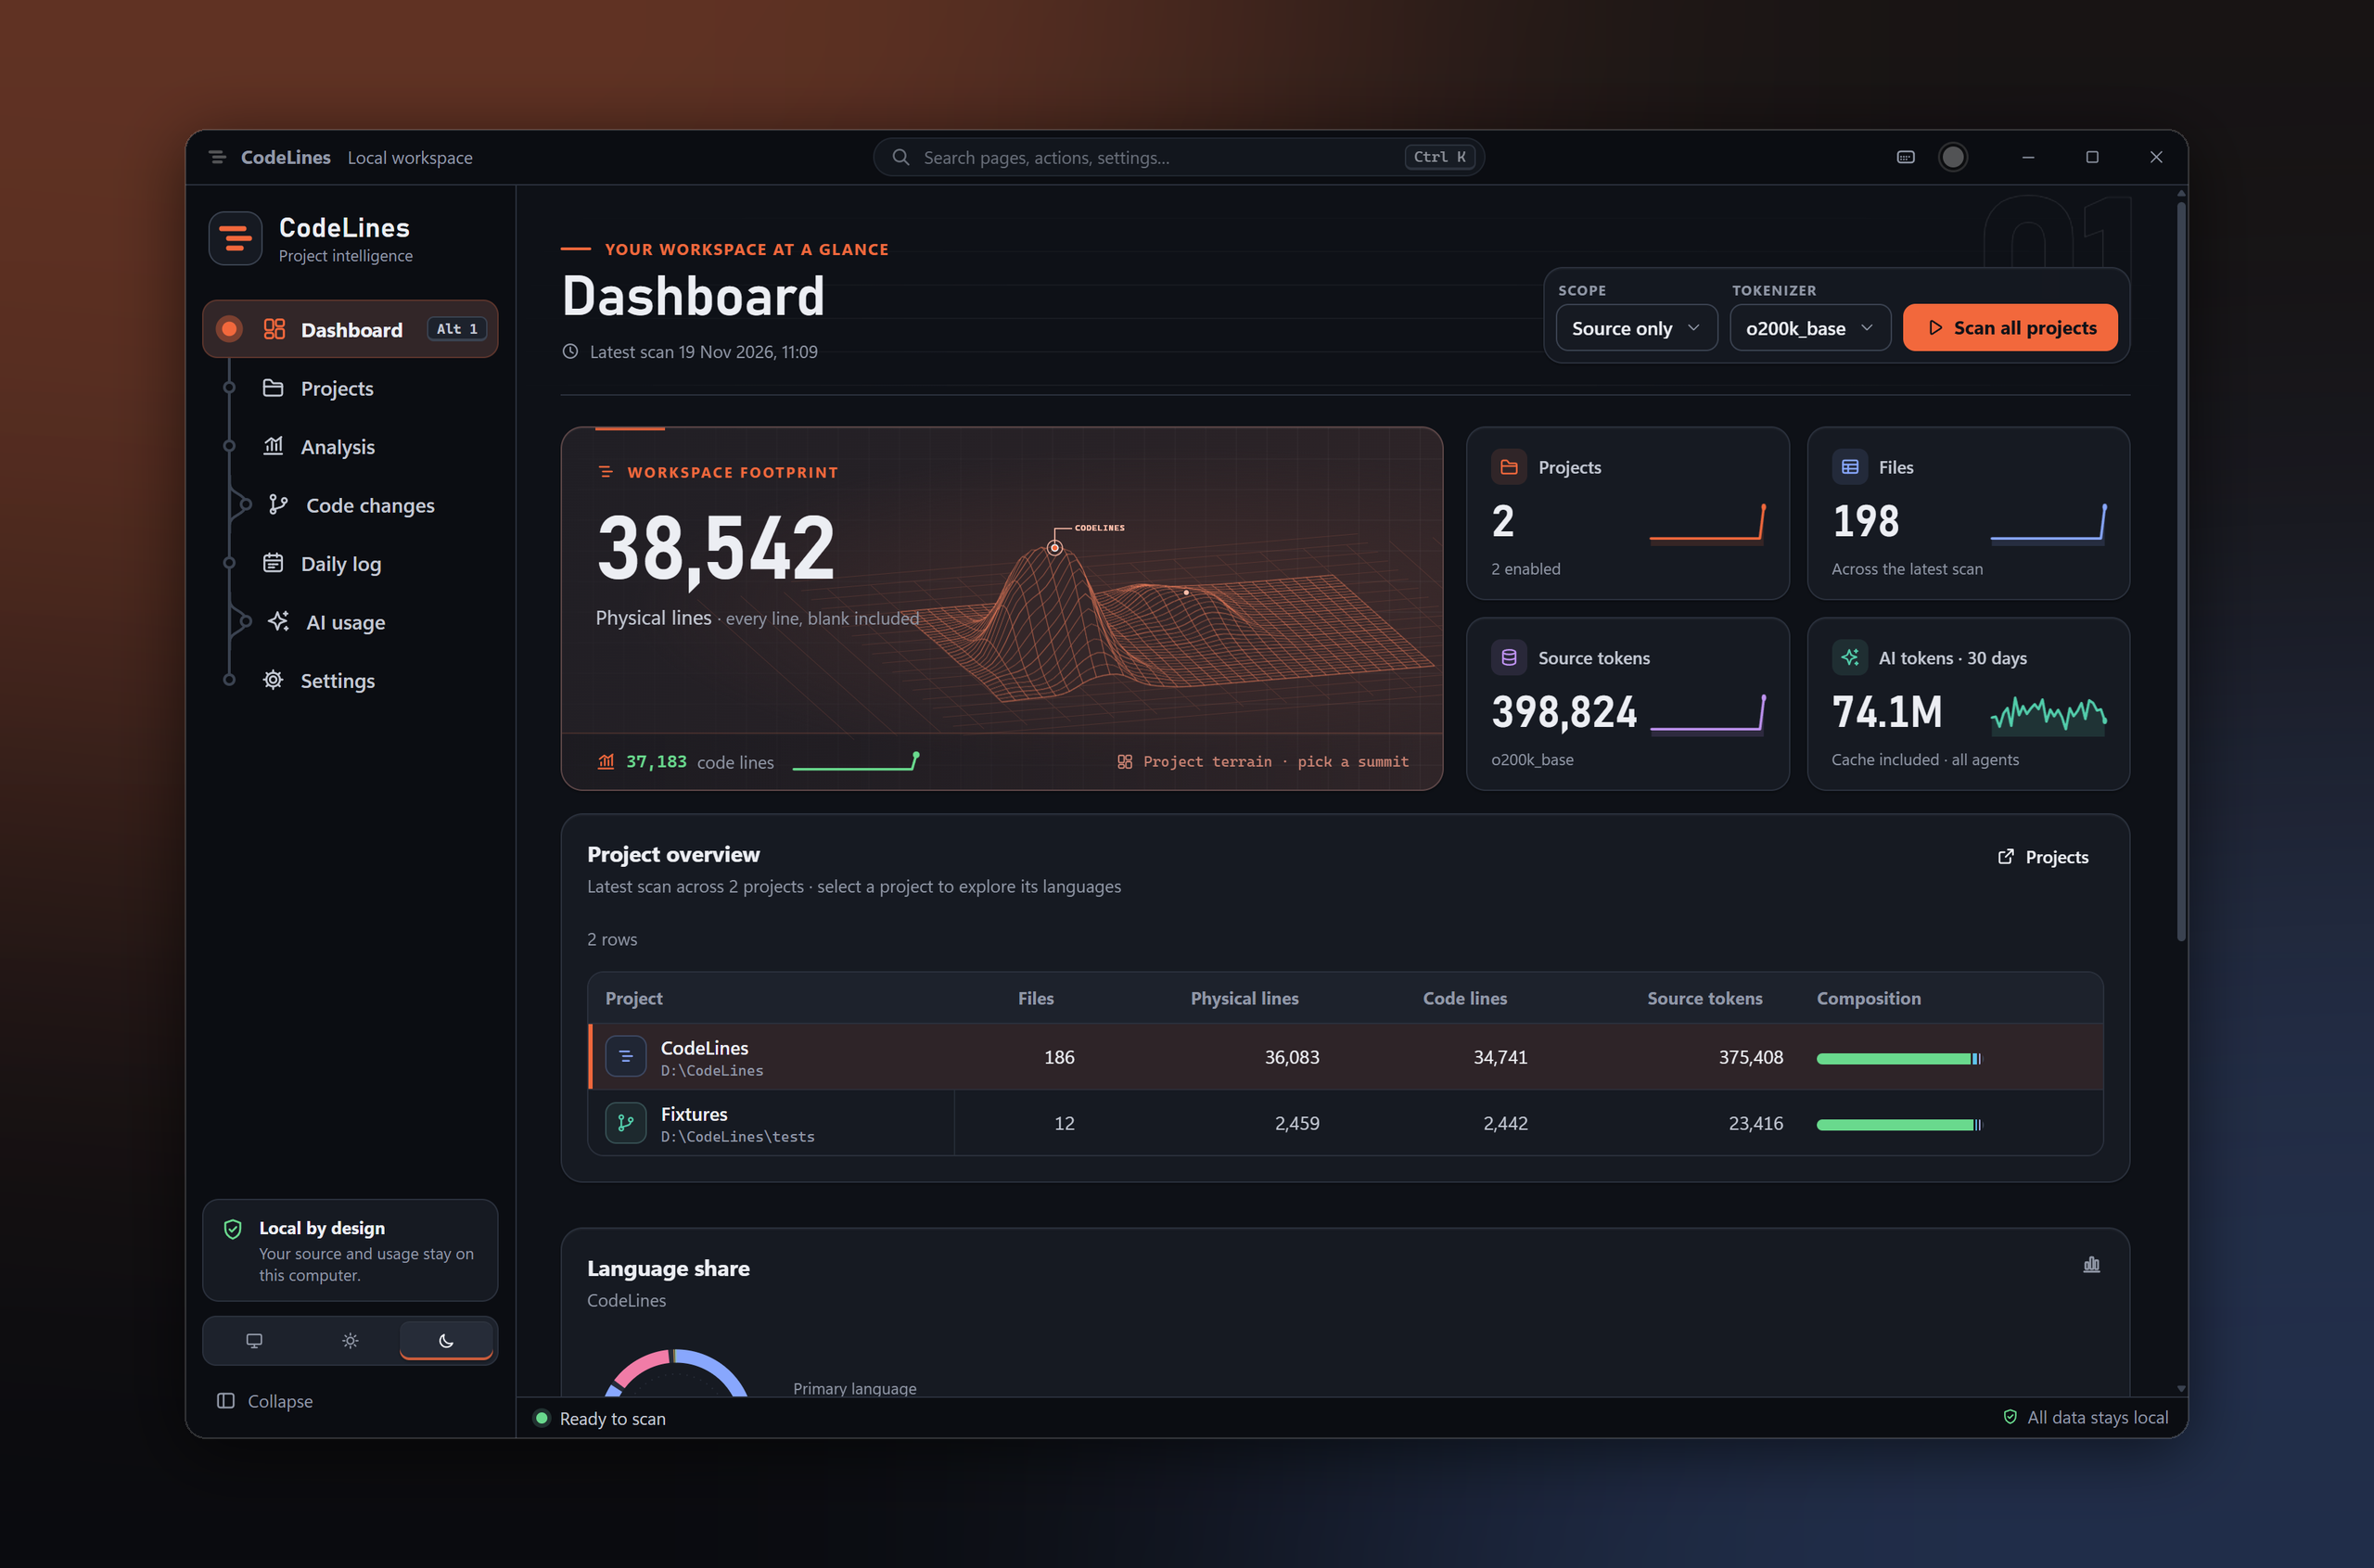 CodeLines Local workspace
Search pages, actions, settings... Ctrl K
CodeLines
Project intelligence
Dashboard Alt 1
Projects
Analysis
Code changes
Daily log
AI usage
Settings
Local by design
Your source and usage stay on
this computer.
Collapse
01
YOUR WORKSPACE AT A GLANCE
Dashboard
Latest scan 19 Nov 2026, 11:09
SCOPE TOKENIZER
Source only o200k_base Scan all projects
WORKSPACE FOOTPRINT
38,542
CODELINES
Physical lines · every line, blank included
37,183 code lines
Project terrain · pick a summit
Projects
2
2 enabled
Files
198
Across the latest scan
Source tokens
398,824
o200k_base
AI tokens · 30 days
74.1M
Cache included · all agents
Project overview
Projects
Latest scan across 2 projects · select a project to explore its languages
2 rows
Project Files Physical lines Code lines Source tokens Composition
CodeLines
D:\CodeLines
186 36,083 34,741 375,408
Fixtures
D:\CodeLines\tests
12 2,459 2,442 23,416
Language share
CodeLines
Primary language
Ready to scan
All data stays local